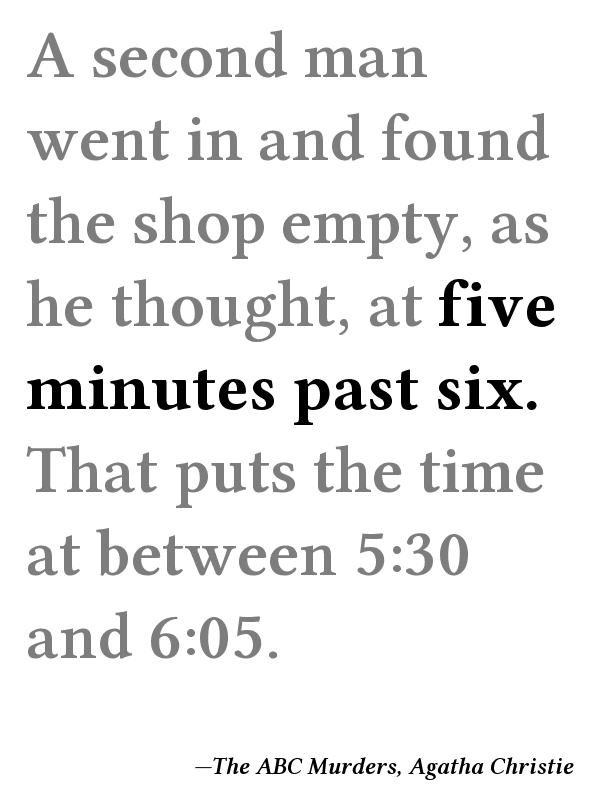 A second man
went in and found
the shop empty, as
he thought, at five
minutes past six.
That puts the time
at between 5:30
and 6:05.
—The ABC Murders, Agatha Christie